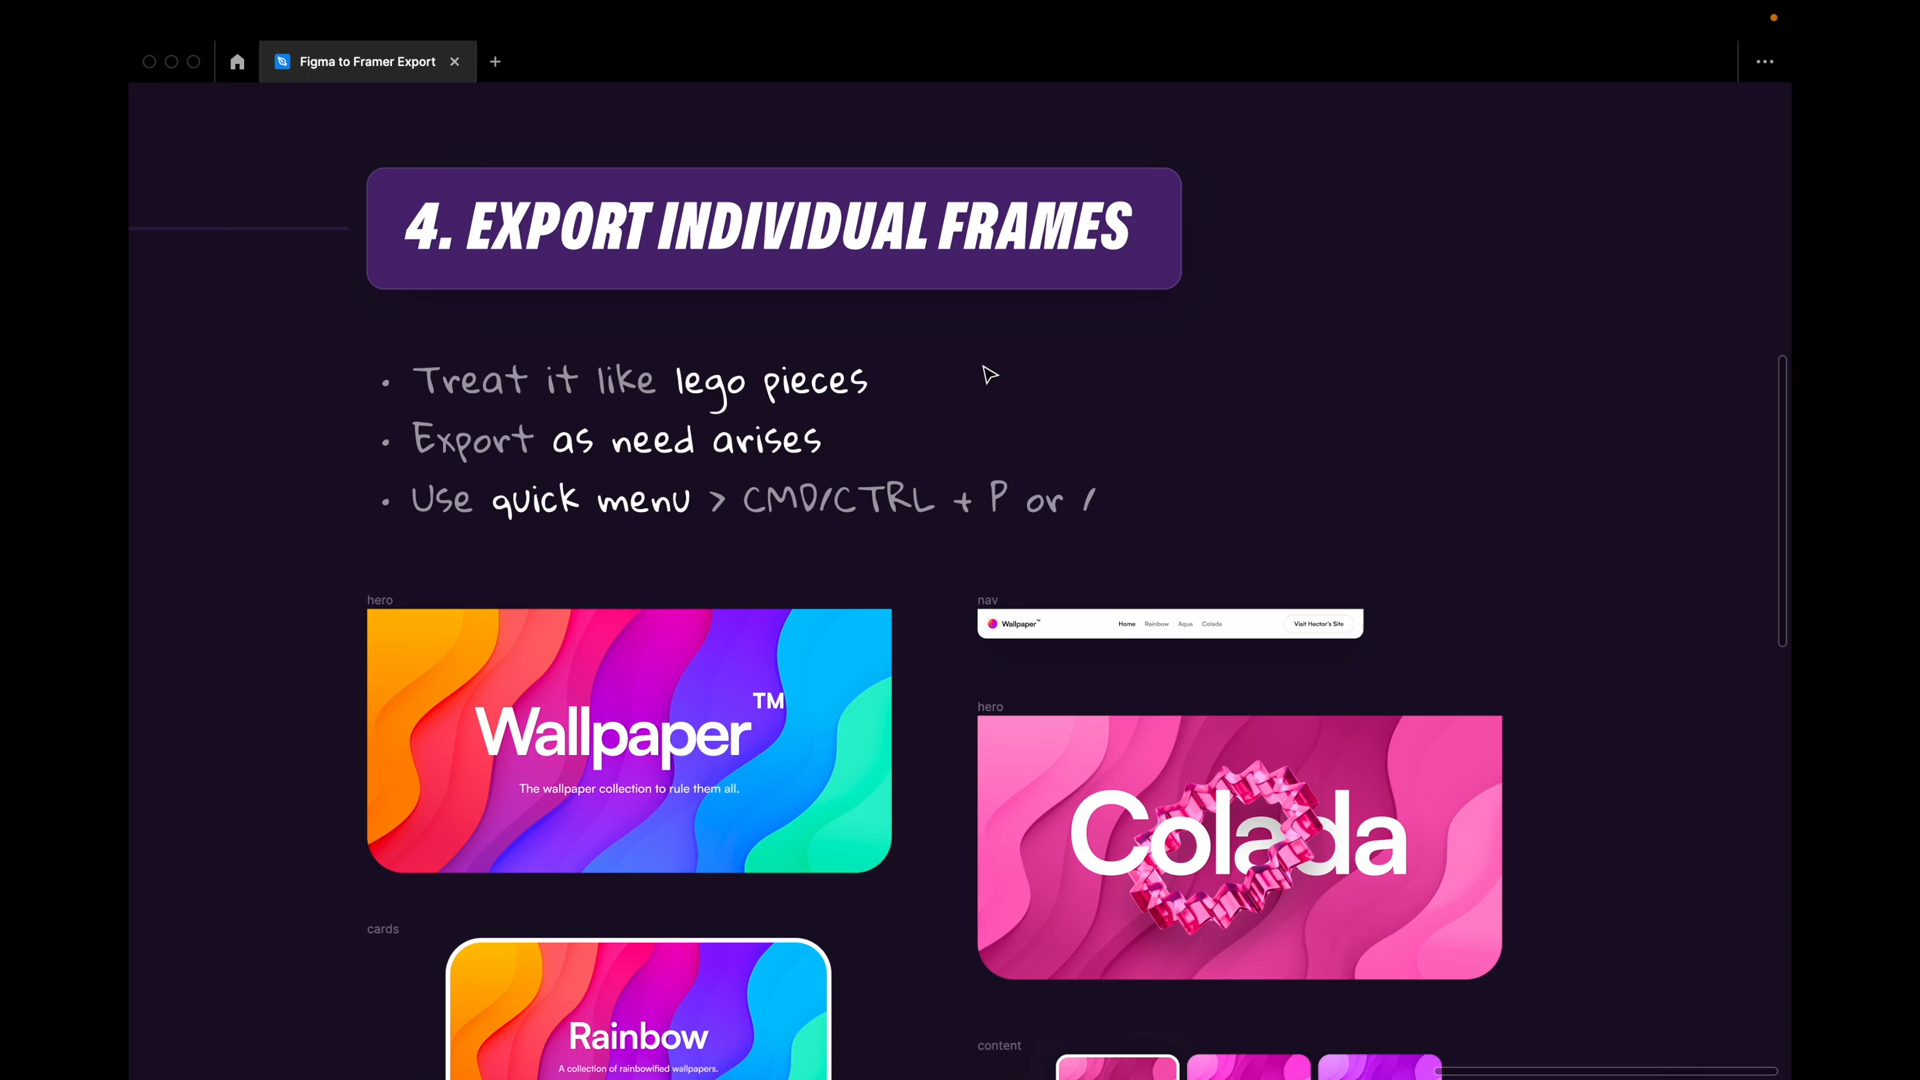 Figma to Framer Export
4. EXPORT INDIVIDUAL FRAMES
• Treat it like lego pieces
• Export as need arises
• Use quick menu > CMD/CTRL + P or /
hero
Wallpaper™
The wallpaper collection to rule them all.
cards
Rainbow
A collection of rainbowified wallpapers.
nav
Wallpaper™ Home Rainbow Aqua Colada Visit Hector's Site
hero
Colada
content